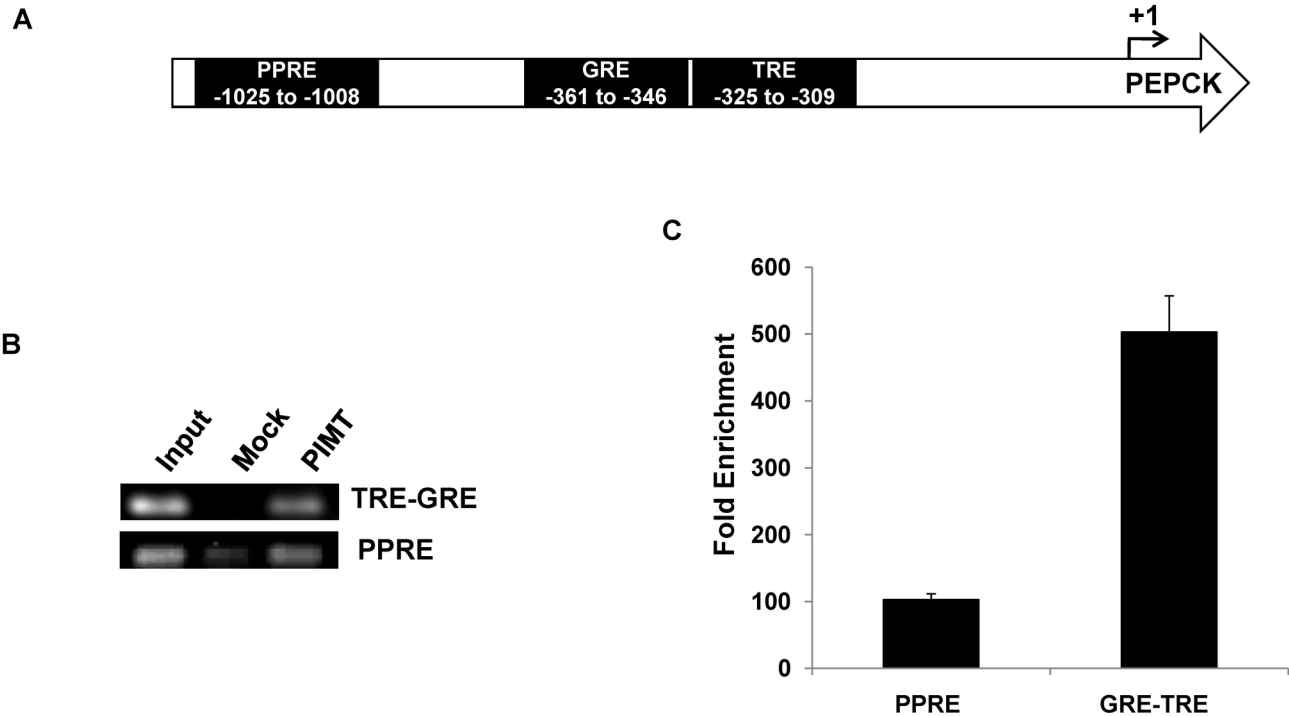 A
+1
PPRE
-1025 to -1008
GRE
-361 to -346
TRE
-325 to -309
PEPCK
B
Input
Mock
PIMT
TRE-GRE
PPRE
C
Fold Enrichment
600
500
400
300
200
100
0
PPRE
GRE-TRE